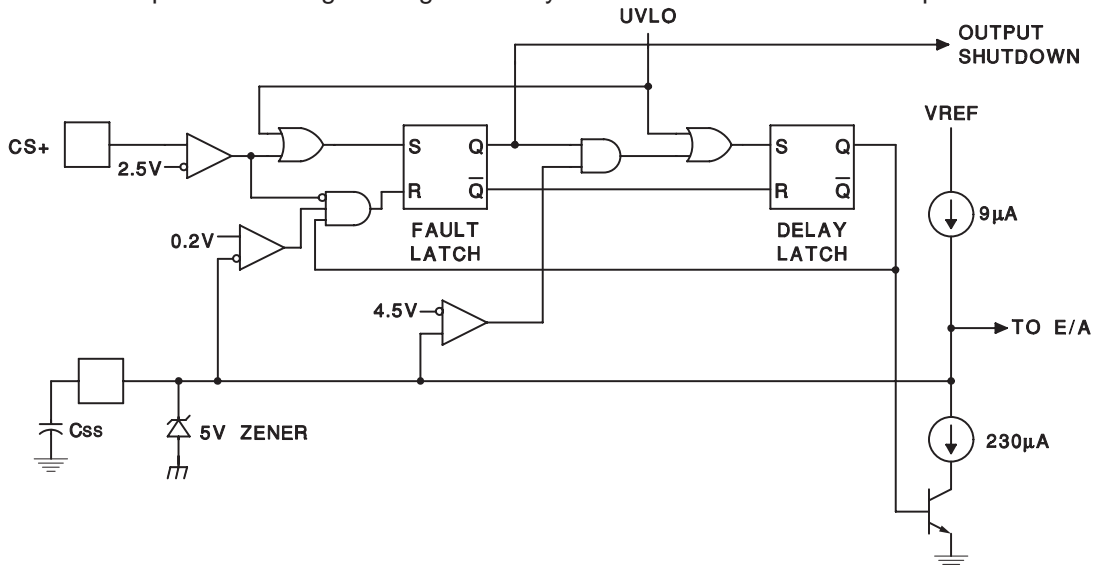 UVLO
OUTPUT
SHUTDOWN
VREF
CS+
2.5V
S Q
R Q̅
FAULT
LATCH
S Q
R Q̅
DELAY
LATCH
9µA
0.2V
4.5V
TO E/A
Css
5V ZENER
230µA